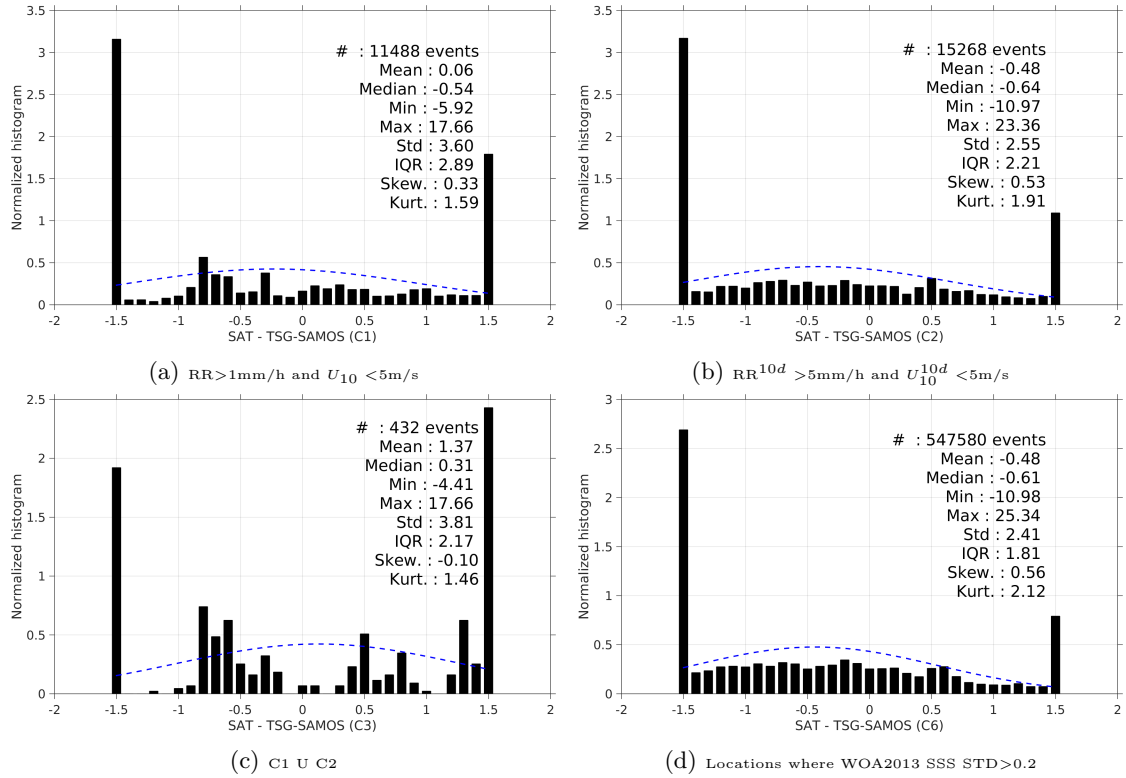 3.5
3
2.5
2
1.5
1
0.5
0
Normalized histogram
# : 11488 events
Mean : 0.06
Median : -0.54
Min : -5.92
Max : 17.66
Std : 3.60
IQR : 2.89
Skew. : 0.33
Kurt. : 1.59
-2 -1.5 -1 -0.5 0 0.5 1 1.5 2
SAT - TSG-SAMOS (C1)
(a) RR>1mm/h and U10 <5m/s
3.5
3
2.5
2
1.5
1
0.5
0
Normalized histogram
# : 15268 events
Mean : -0.48
Median : -0.64
Min : -10.97
Max : 23.36
Std : 2.55
IQR : 2.21
Skew. : 0.53
Kurt. : 1.91
-2 -1.5 -1 -0.5 0 0.5 1 1.5 2
SAT - TSG-SAMOS (C2)
(b) RR^10d >5mm/h and U10^10d <5m/s
2.5
2
1.5
1
0.5
0
Normalized histogram
# : 432 events
Mean : 1.37
Median : 0.31
Min : -4.41
Max : 17.66
Std : 3.81
IQR : 2.17
Skew. : -0.10
Kurt. : 1.46
-2 -1.5 -1 -0.5 0 0.5 1 1.5 2
SAT - TSG-SAMOS (C3)
(c) C1 U C2
3
2.5
2
1.5
1
0.5
0
Normalized histogram
# : 547580 events
Mean : -0.48
Median : -0.61
Min : -10.98
Max : 25.34
Std : 2.41
IQR : 1.81
Skew. : 0.56
Kurt. : 2.12
-2 -1.5 -1 -0.5 0 0.5 1 1.5 2
SAT - TSG-SAMOS (C6)
(d) Locations where WOA2013 SSS STD>0.2